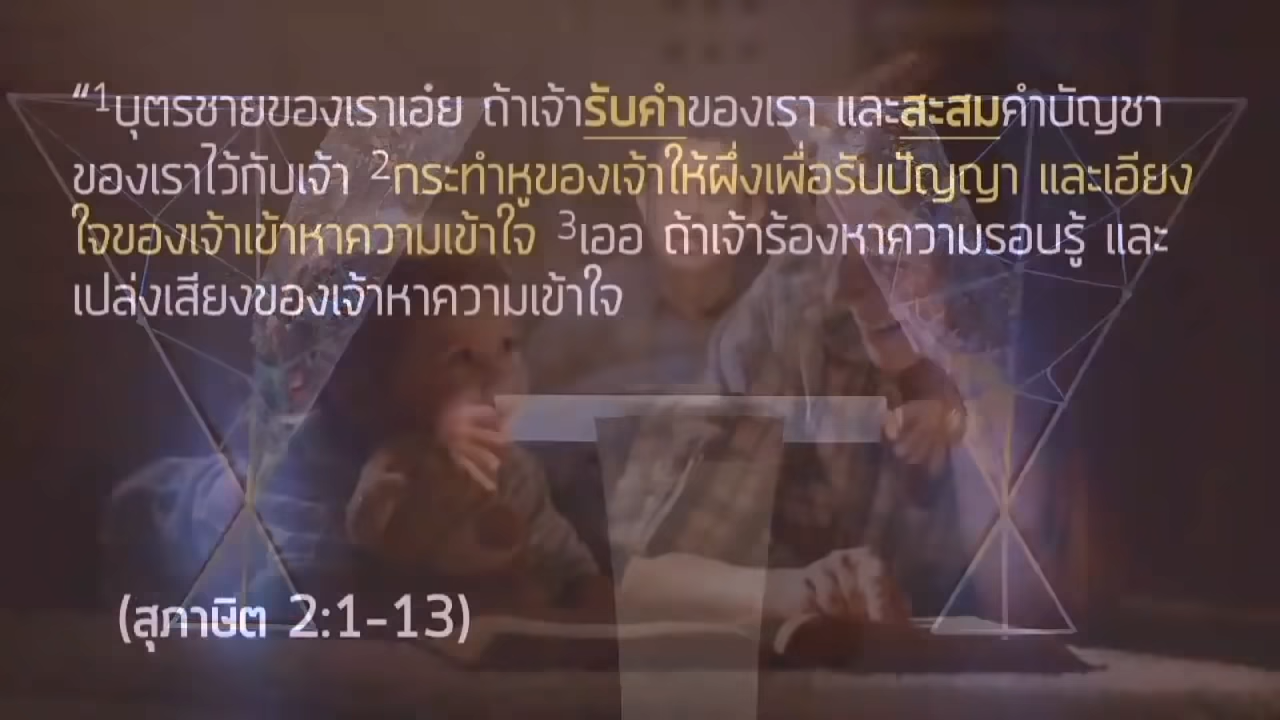 “1บุตรชายของเราเอ๋ย ถ้าเจ้ารับคำของเรา และสะสมคำบัญชา
ของเราไว้กับเจ้า 2กระทำหูของเจ้าให้ผึ่งเพื่อรับปัญญา และเอียง
ใจของเจ้าเข้าหาความเข้าใจ 3เออ ถ้าเจ้าร้องหาความรอบรู้ และ
เปล่งเสียงของเจ้าหาความเข้าใจ
(สุภาษิต 2:1-13)